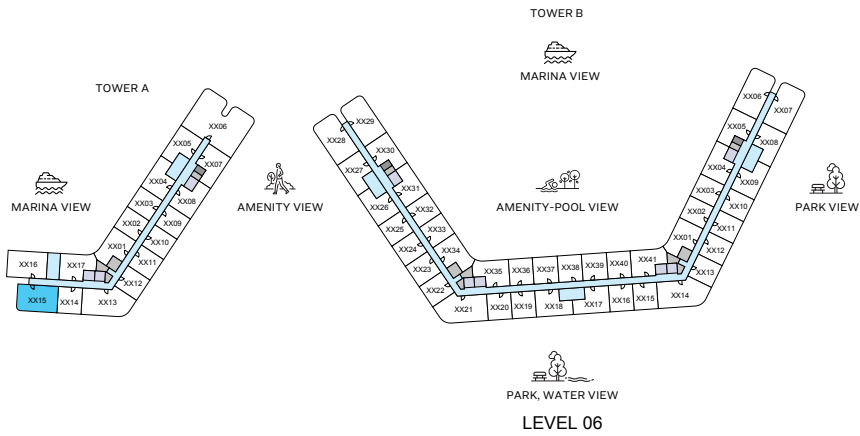 TOWER B
MARINA VIEW
TOWER A
XX06
XX05
XX07
XX04
XX08
XX03
XX09
XX02
XX10
XX01
XX11
XX12
XX16
XX17
XX15
XX14
XX13
MARINA VIEW
AMENITY VIEW
XX29
XX28
XX30
XX27
XX31
XX26
XX32
XX25
XX33
XX24
XX34
XX23
XX22
XX21
XX35
XX36
XX37
XX38
XX39
XX40
XX41
XX20
XX19
XX18
XX17
XX16
XX15
XX14
XX06
XX07
XX05
XX08
XX04
XX09
XX03
XX10
XX02
XX11
XX01
XX12
XX13
AMENITY-POOL VIEW
PARK VIEW
PARK, WATER VIEW
LEVEL 06